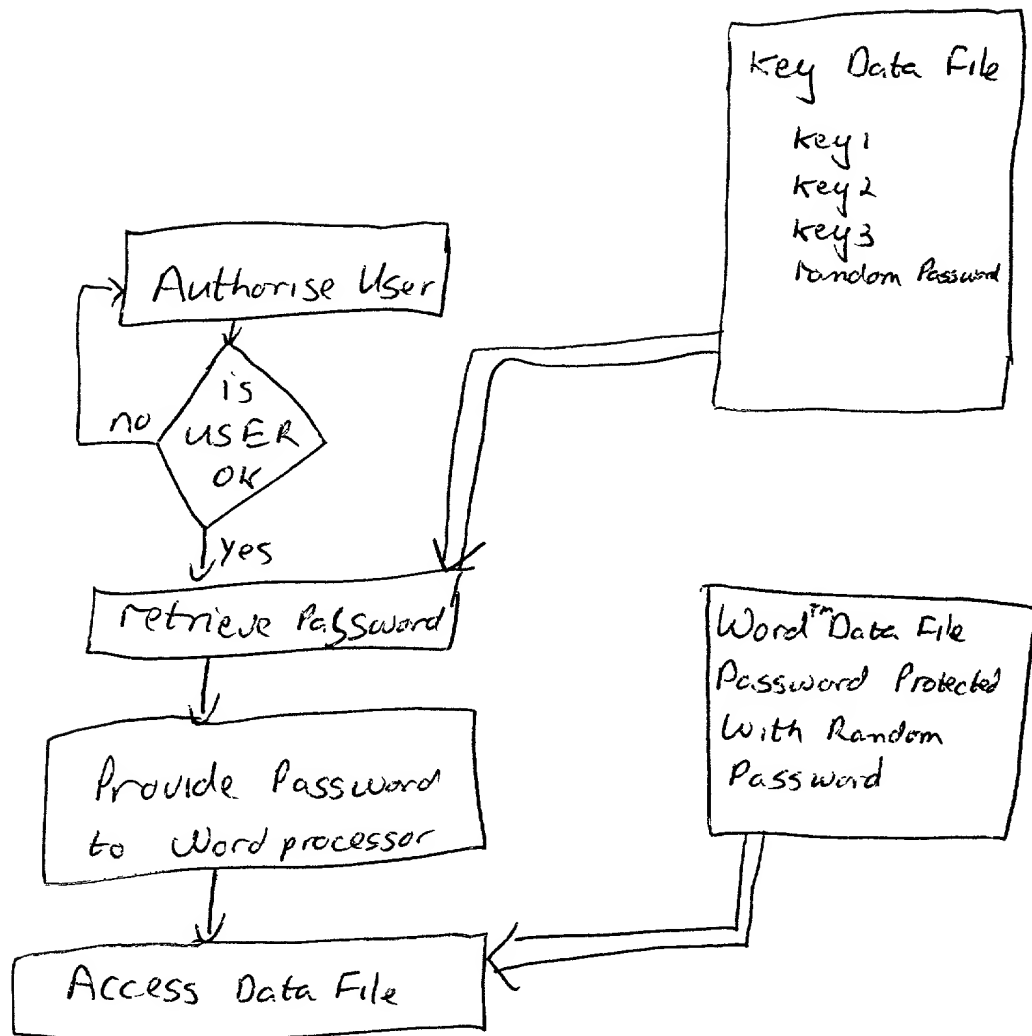 Key Data File
Key1
Key2
Key3
random Password
Authorise User
is
USER
OK
no
Yes
retrieve Password
Provide Password
to Word processor
Access Data File
Word™ Data File
Password Protected
With Random
Password